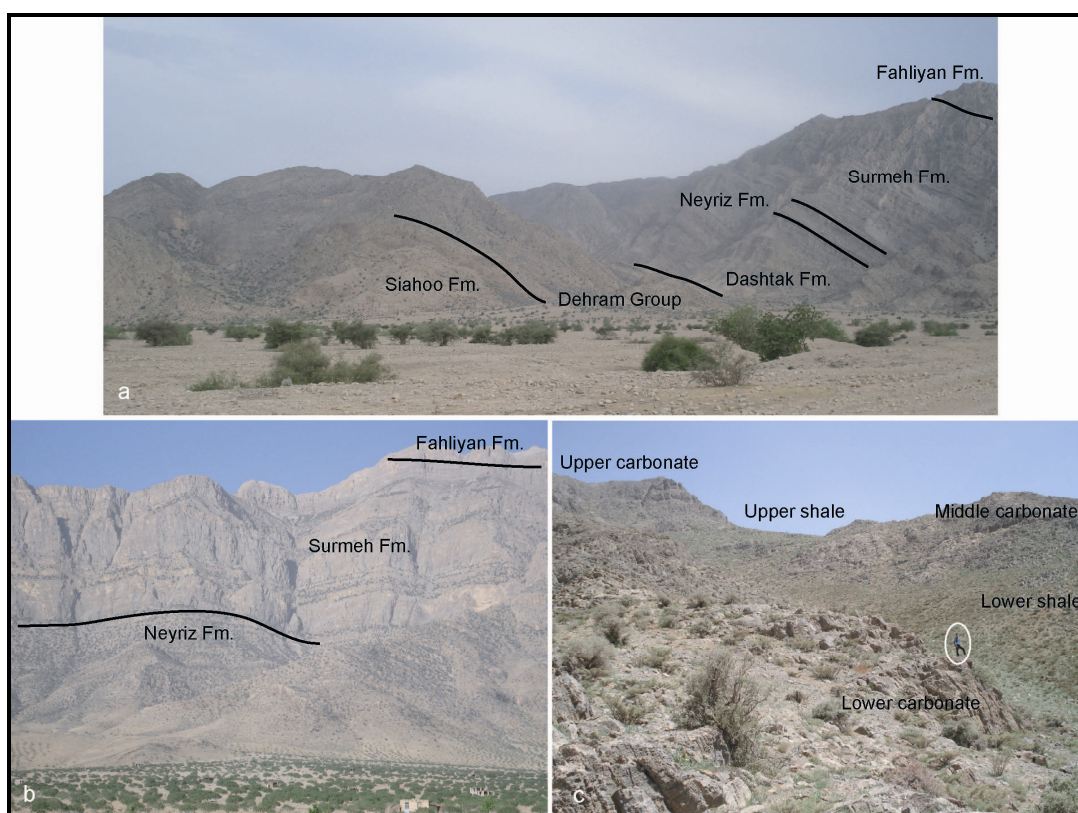 Fahliyan Fm.
Surmeh Fm.
Neyriz Fm.
Siahoo Fm.
Dashtak Fm.
Dehram Group
a
Fahliyan Fm.
Surmeh Fm.
Neyriz Fm.
b
Upper carbonate
Upper shale
Middle carbonate
Lower shale
Lower carbonate
c